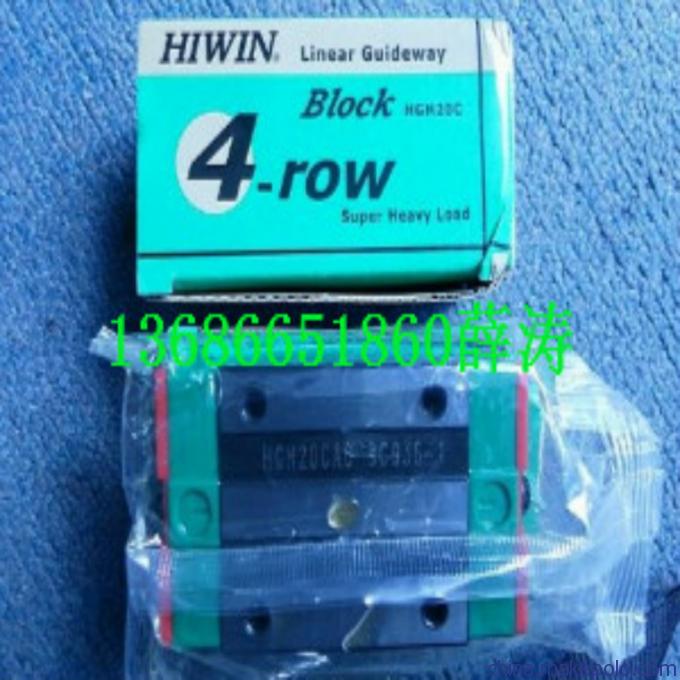 HIWIN® Linear Guideway
Block HGH20C
4-row
Super Heavy Load
13686651860薛涛